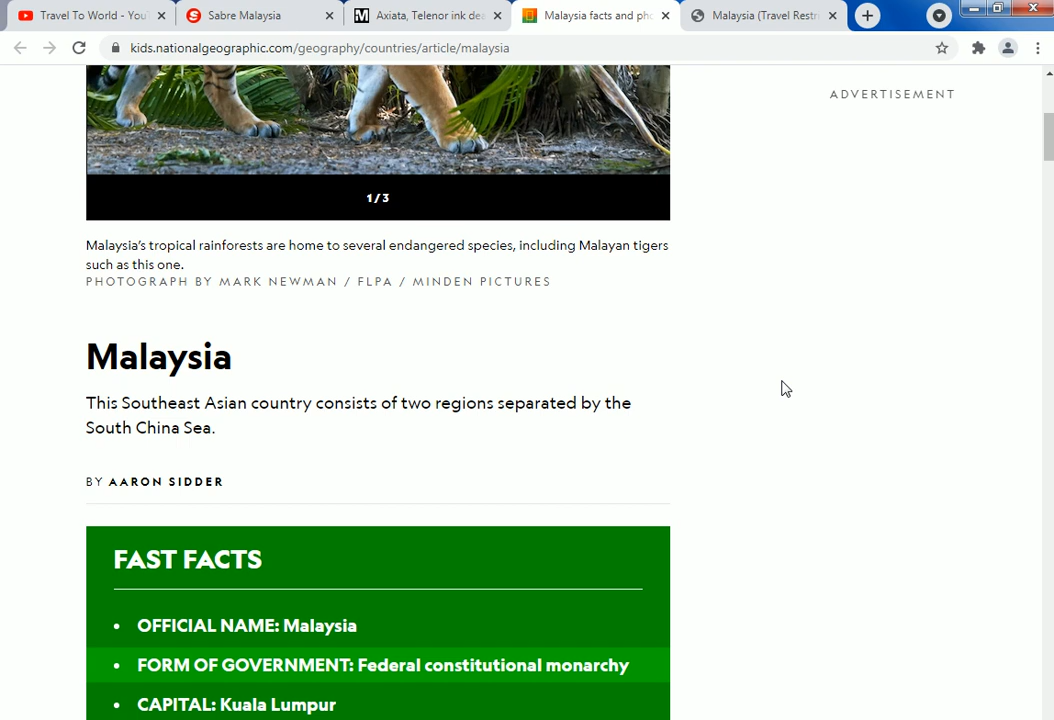 Travel To World - You
Sabre Malaysia
Axiata, Telenor ink dea
Malaysia facts and pho
Malaysia (Travel Restr
kids.nationalgeographic.com/geography/countries/article/malaysia
ADVERTISEMENT
1/3
Malaysia's tropical rainforests are home to several endangered species, including Malayan tigers
such as this one.
PHOTOGRAPH BY MARK NEWMAN / FLPA / MINDEN PICTURES
Malaysia
This Southeast Asian country consists of two regions separated by the
South China Sea.
BY AARON SIDDER
FAST FACTS
• OFFICIAL NAME: Malaysia
• FORM OF GOVERNMENT: Federal constitutional monarchy
• CAPITAL: Kuala Lumpur